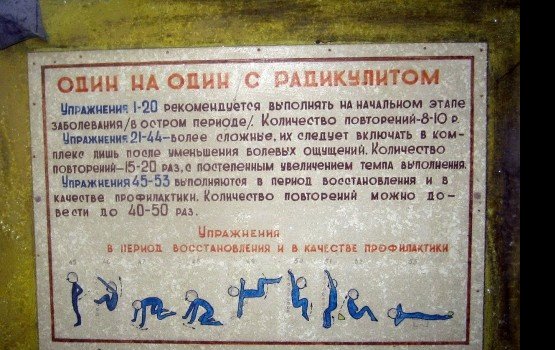 ОДИН НА ОДИН С РАДИКУЛИТОМ
УПРАЖНЕНИЯ 1-20 РЕКОМЕНДУЕТСЯ ВЫПОЛНЯТЬ НА НАЧАЛЬНОМ ЭТАПЕ
ЗАБОЛЕВАНИЯ /В ОСТРОМ ПЕРИОДЕ/. КОЛИЧЕСТВО ПОВТОРЕНИЙ-8-10 Р.
УПРАЖНЕНИЯ 21-44-БОЛЕЕ СЛОЖНЫЕ, ИХ СЛЕДУЕТ ВКЛЮЧАТЬ В КОМ-
ПЛЕКС ЛИШЬ ПОСЛЕ УМЕНЬШЕНИЯ БОЛЕВЫХ ОЩУЩЕНИЙ. КОЛИЧЕСТВО
ПОВТОРЕНИЙ-15-20 РАЗ, С ПОСТЕПЕННЫМ УВЕЛИЧЕНИЕМ ТЕМПА ВЫПОЛНЕНИЯ.
УПРАЖНЕНИЯ 45-53 ВЫПОЛНЯЮТСЯ В ПЕРИОД ВОССТАНОВЛЕНИЯ И В
КАЧЕСТВЕ ПРОФИЛАКТИКИ. КОЛИЧЕСТВО ПОВТОРЕНИЙ МОЖНО ДО-
ВЕСТИ ДО 40-50 РАЗ.
УПРАЖНЕНИЯ
В ПЕРИОД ВОССТАНОВЛЕНИЯ И В КАЧЕСТВЕ ПРОФИЛАКТИКИ